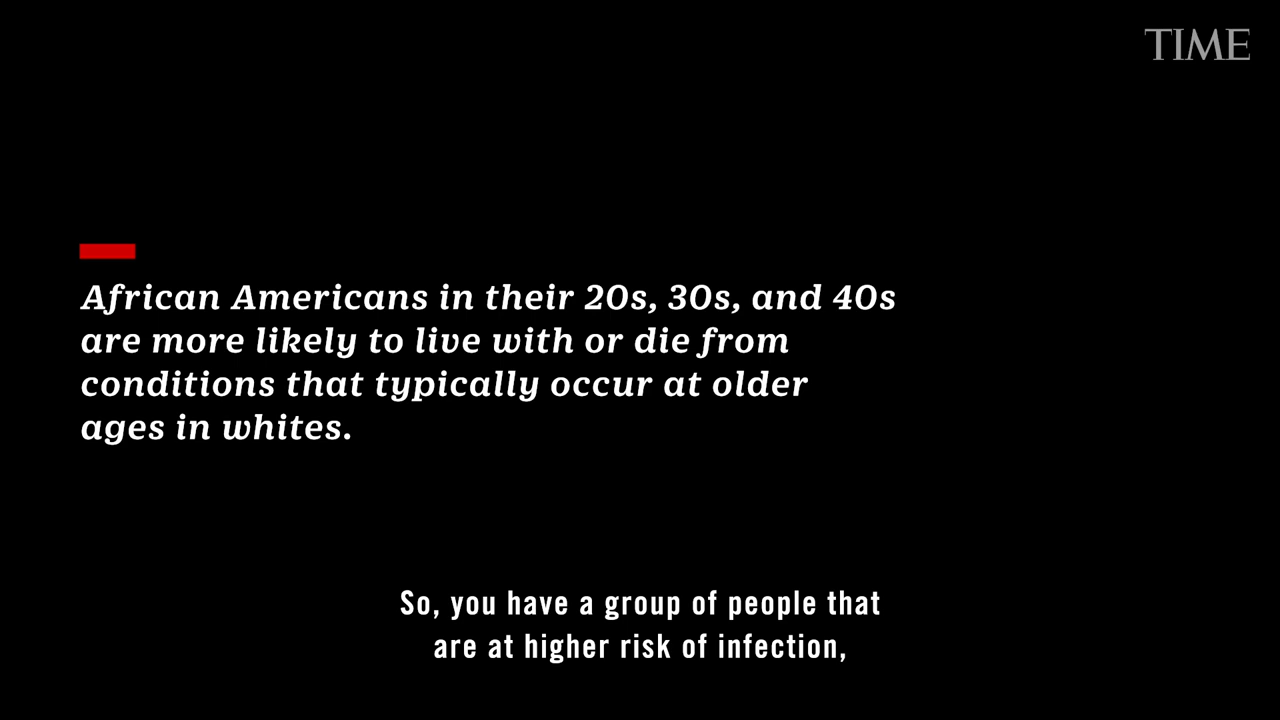 TIME
African Americans in their 20s, 30s, and 40s
are more likely to live with or die from
conditions that typically occur at older
ages in whites.
So, you have a group of people that
are at higher risk of infection,